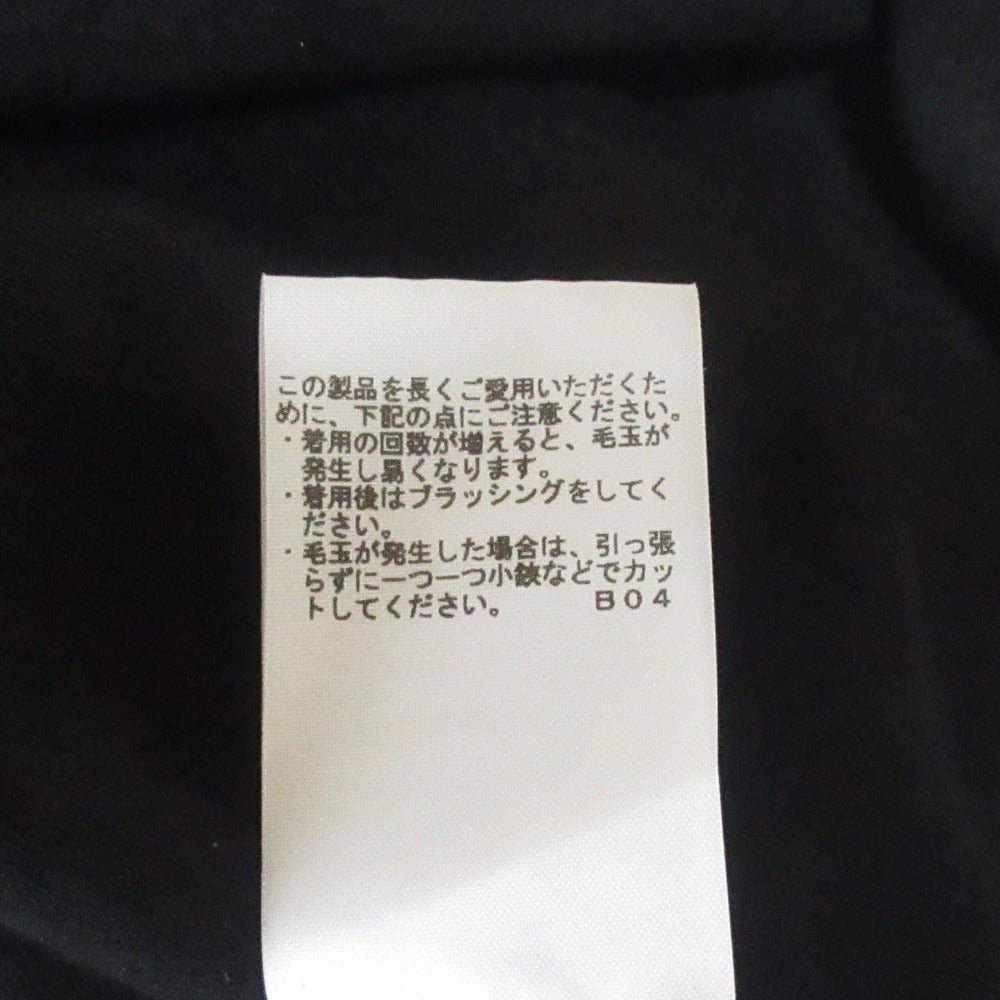 この製品を長くご愛用いただくた
めに、下記の点にご注意ください。
・着用の回数が増えると、毛玉が
発生し易くなります。
・着用後はブラッシングをしてく
ださい。
・毛玉が発生した場合は、引っ張
らずに一つ一つ小鋏などでカッ
トしてください。 B04